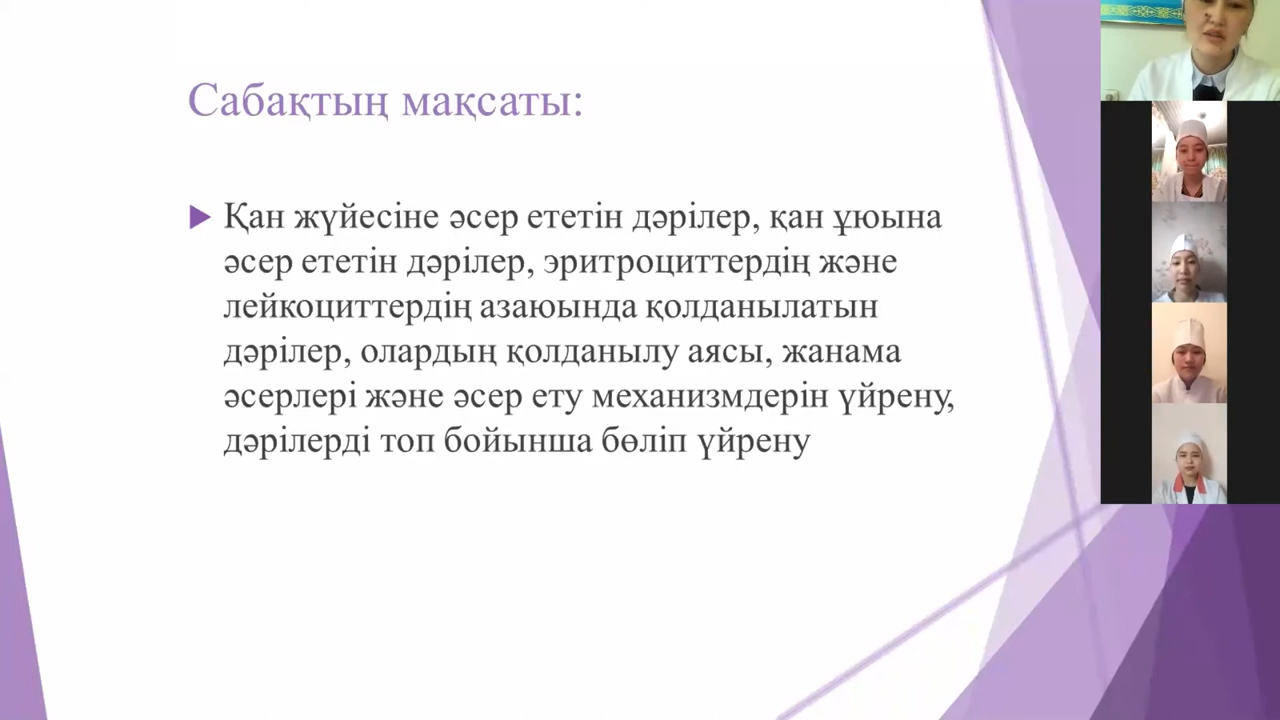 Сабақтың мақсаты:
Қан жүйесіне әсер ететін дәрілер, қан ұюына
әсер ететін дәрілер, эритроциттердің және
лейкоциттердің азаюында қолданылатын
дәрілер, олардың қолданылу аясы, жанама
әсерлері және әсер ету механизмдерін үйрену,
дәрілерді топ бойынша бөліп үйрену